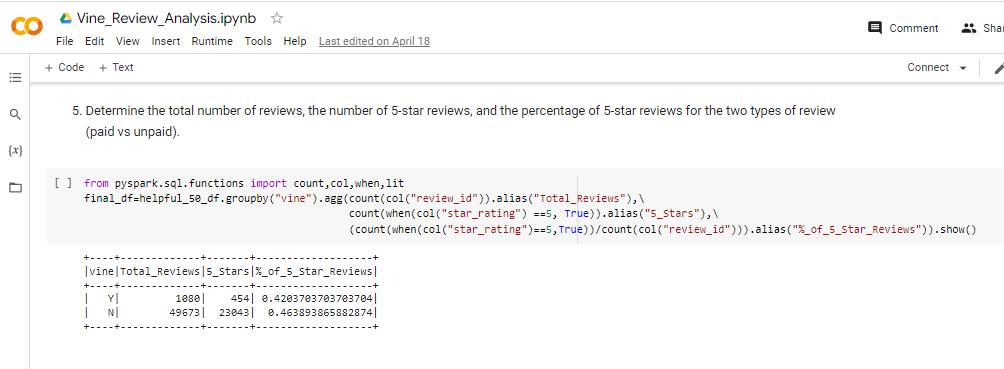 Vine_Review_Analysis.ipynb
File Edit View Insert Runtime Tools Help Last edited on April 18
Comment
+ Code + Text
Connect
5. Determine the total number of reviews, the number of 5-star reviews, and the percentage of 5-star reviews for the two types of review
(paid vs unpaid).
{x}
[ ] from pyspark.sql.functions import count,col,when,lit
final_df=helpful_50_df.groupby("vine").agg(count(col("review_id")).alias("Total_Reviews"),\
count(when(col("star_rating") ==5, True)).alias("5_Stars"),\
(count(when(col("star_rating")==5,True))/count(col("review_id"))).alias("%_of_5_Star_Reviews")).show()
+----+-------------+-------+-------------------+
|vine|Total_Reviews|5_Stars|%_of_5_Star_Reviews|
+----+-------------+-------+-------------------+
|   Y|         1080|    454| 0.4203703703703704|
|   N|        49673|  23043|  0.463893865882874|
+----+-------------+-------+-------------------+